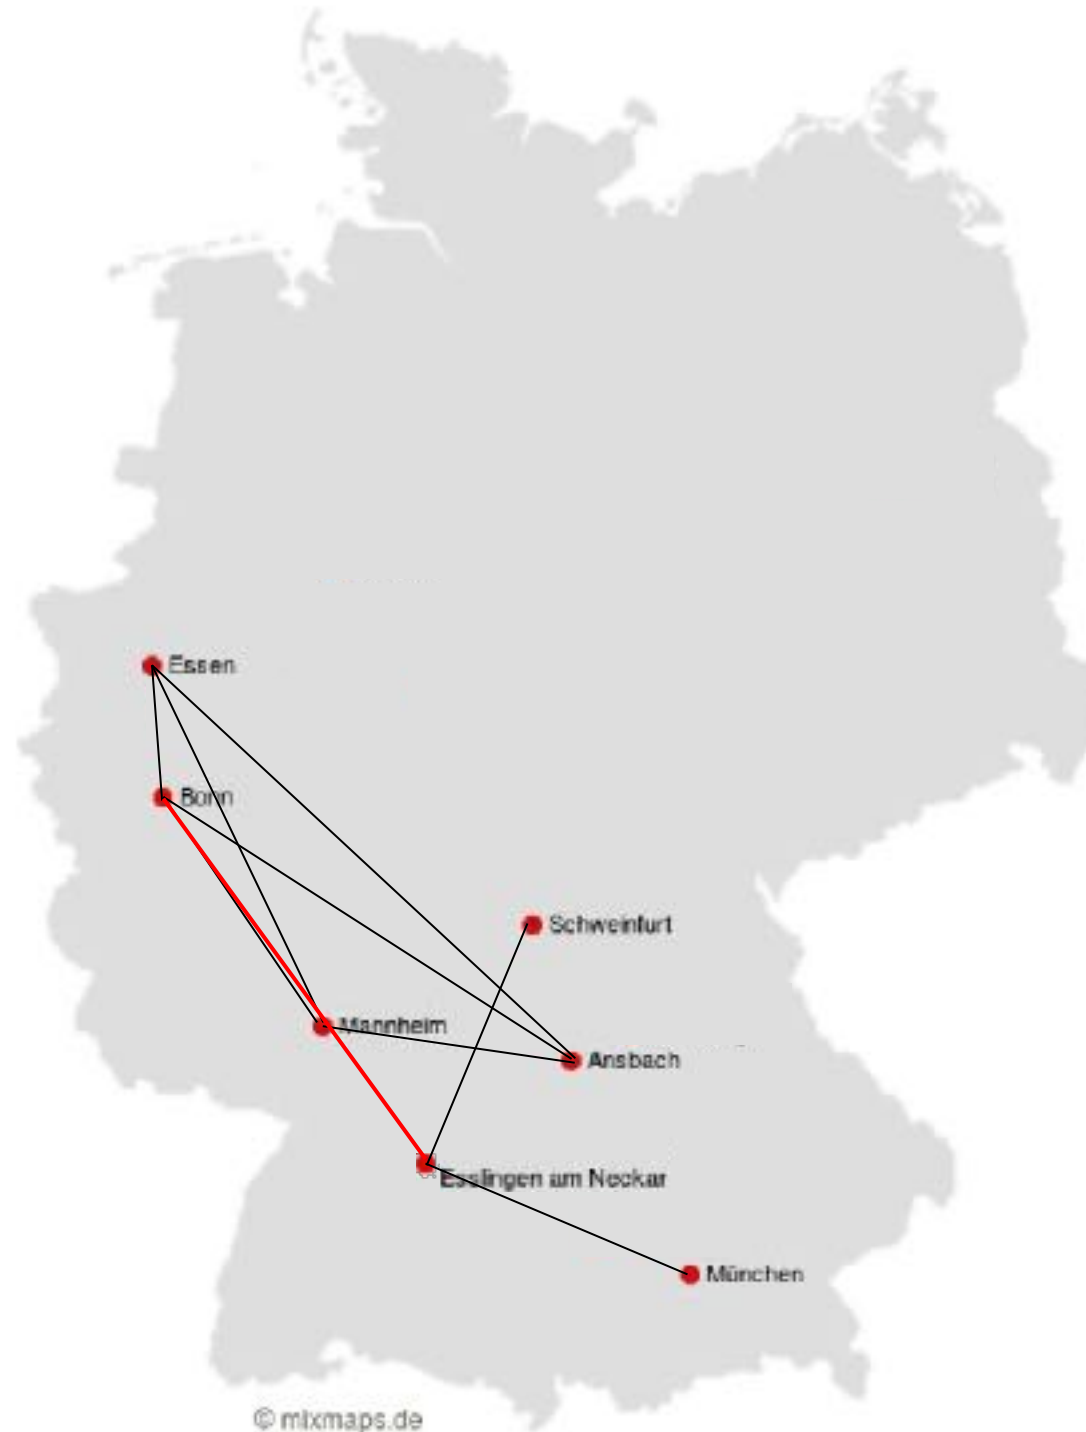 Essen
Bonn
Schweinfurt
Mannheim
Ansbach
Esslingen am Neckar
München
© mixmaps.de